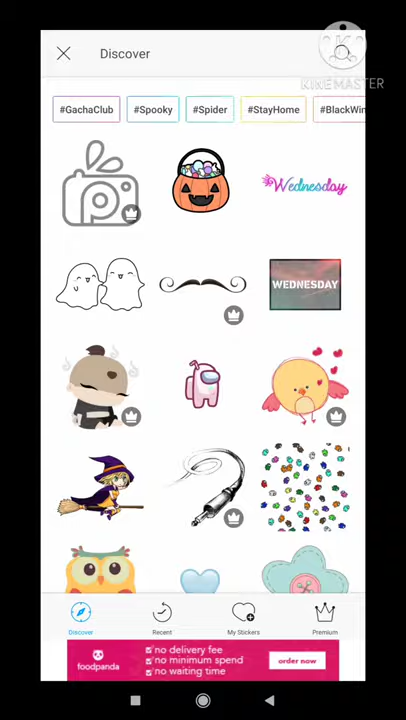 Discover
KINEMASTER
#GachaClub #Spooky #Spider #StayHome #BlackWin
Wednesday
WEDNESDAY
Discover Recent My Stickers Premium
foodpanda
no delivery fee
no minimum spend
no waiting time
order now